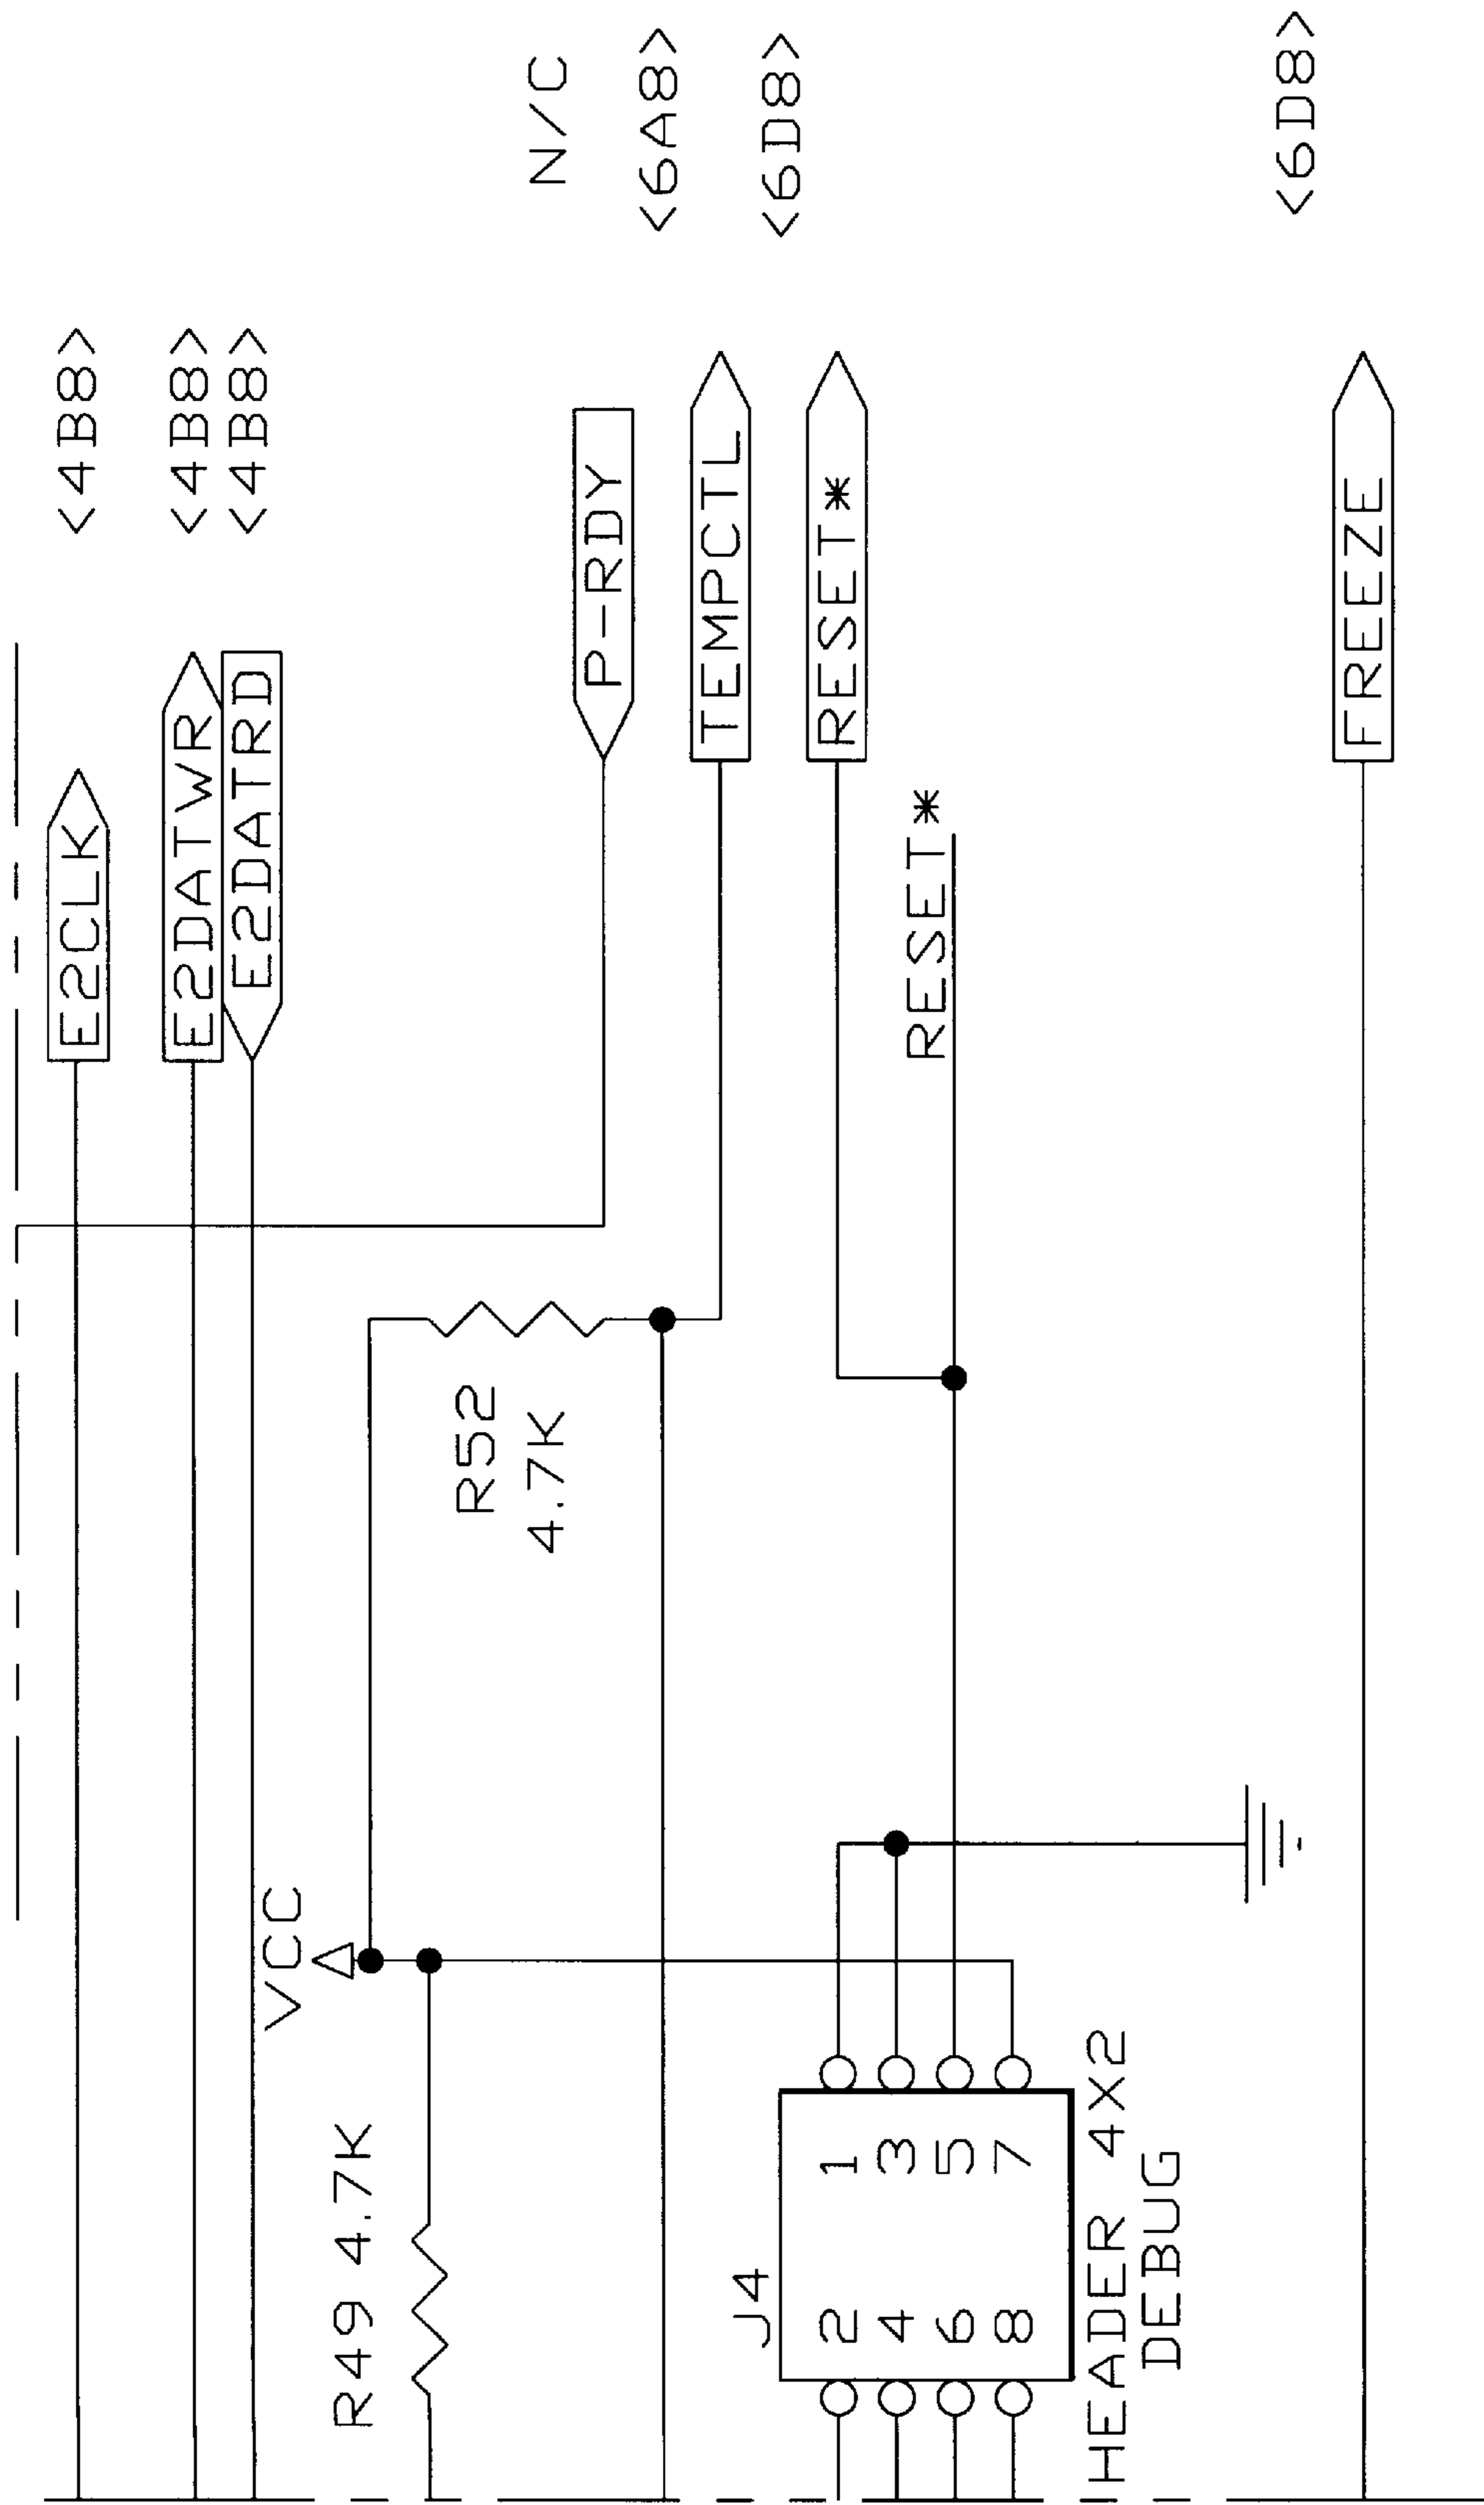 E2CLK <4B8>
E2DATWR <4B8>
E2DATRD <4B8>
VCC
R49 4.7K
R52
4.7K
N/C
P-RDY
<6A8>
TEMPCTL
<6D8>
RESET*
RESET*
J4
2 1
4 3
6 5
8 7
HEADER 4X2
DEBUG
<6D8>
FREEZE